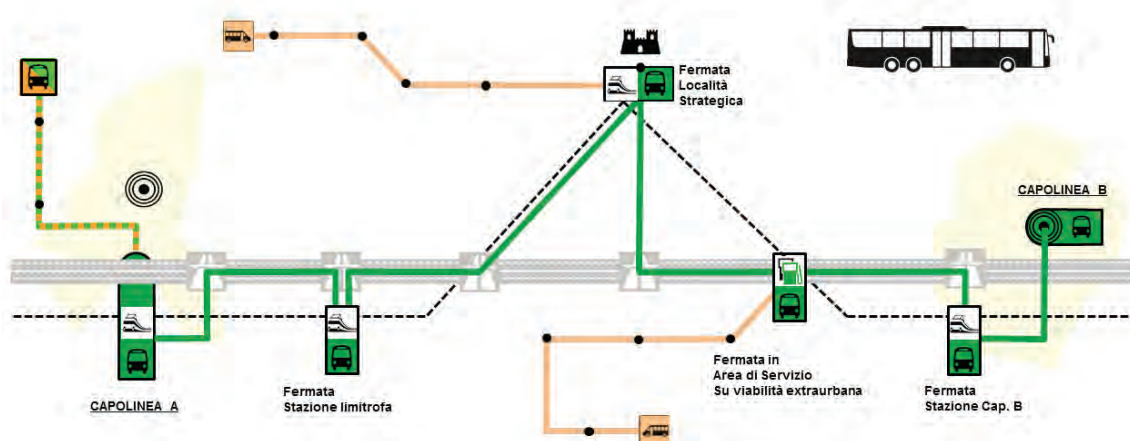 Fermata
Località
Strategica
CAPOLINEA B
CAPOLINEA A
Fermata
Stazione limitrofa
Fermata in
Area di Servizio
Su viabilità extraurbana
Fermata
Stazione Cap. B